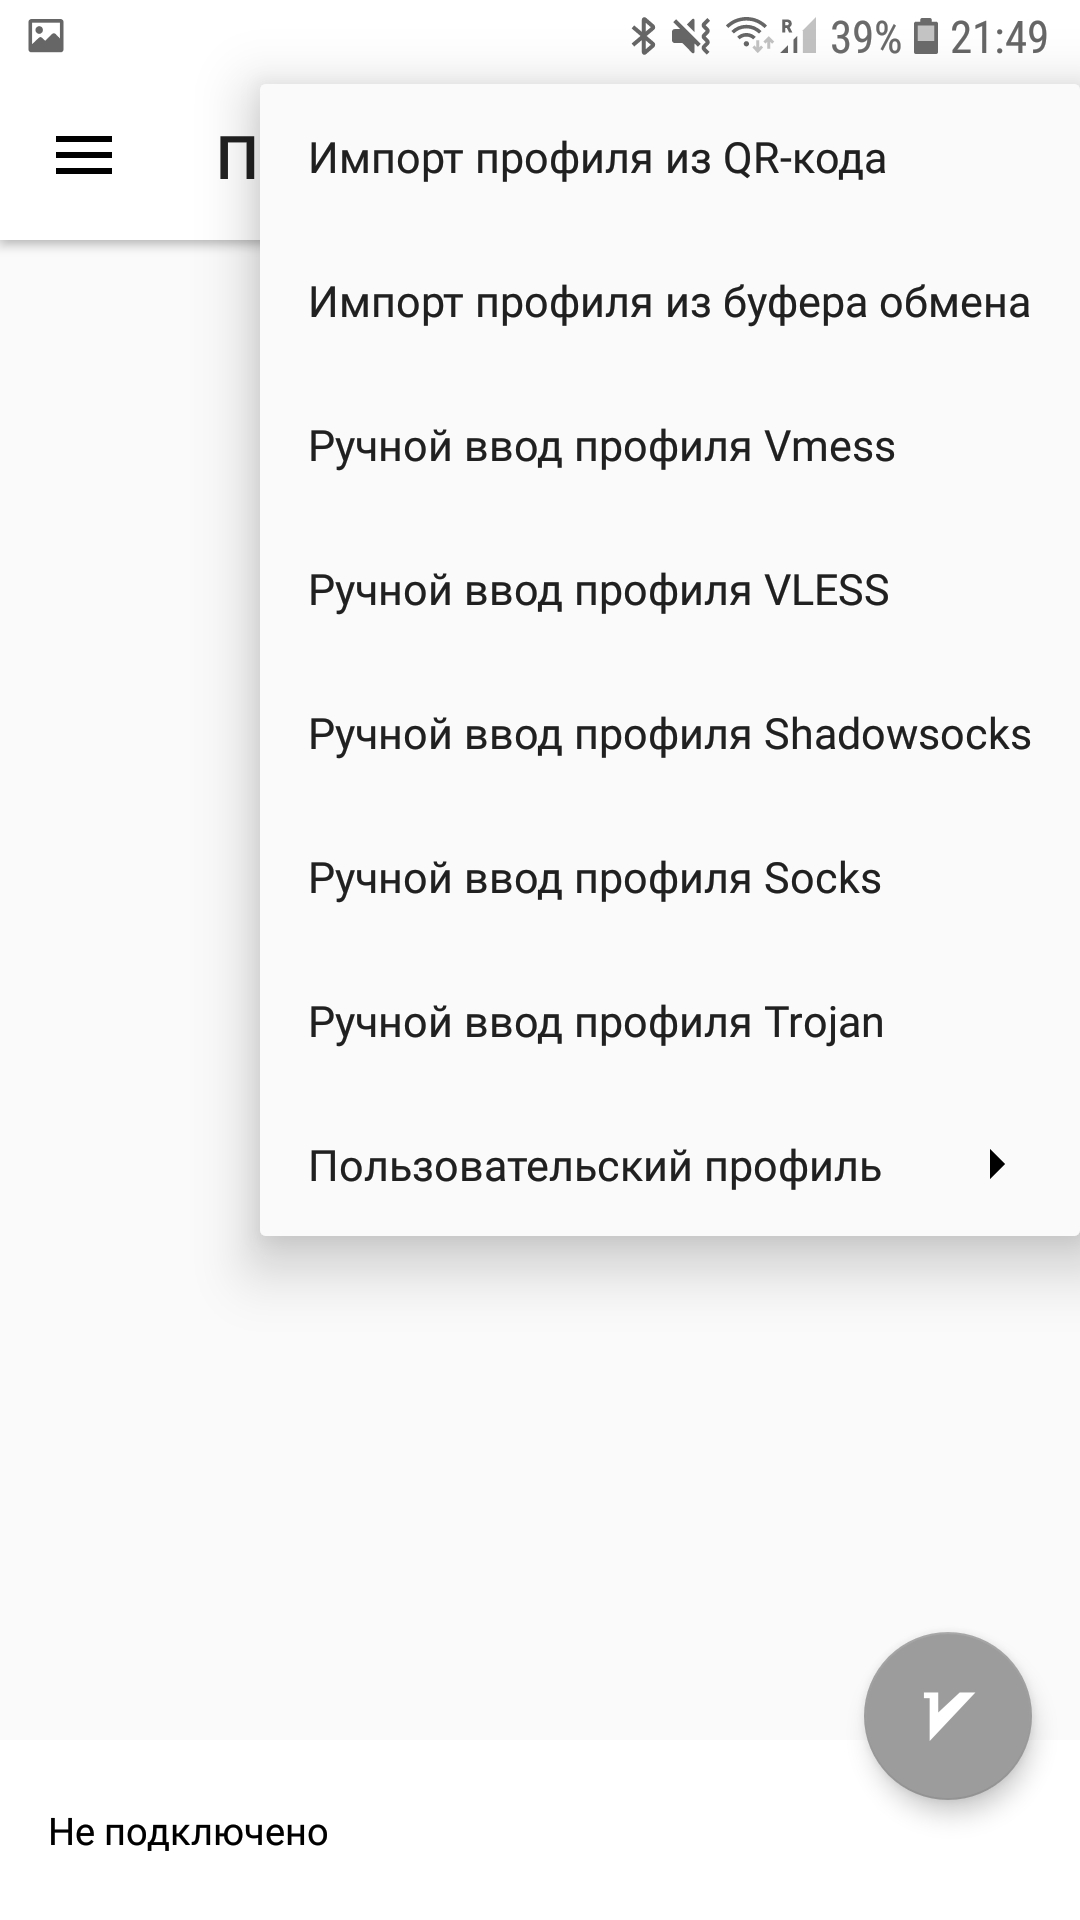 R 39% 21:49
П
Импорт профиля из QR-кода
Импорт профиля из буфера обмена
Ручной ввод профиля Vmess
Ручной ввод профиля VLESS
Ручной ввод профиля Shadowsocks
Ручной ввод профиля Socks
Ручной ввод профиля Trojan
Пользовательский профиль
Не подключено